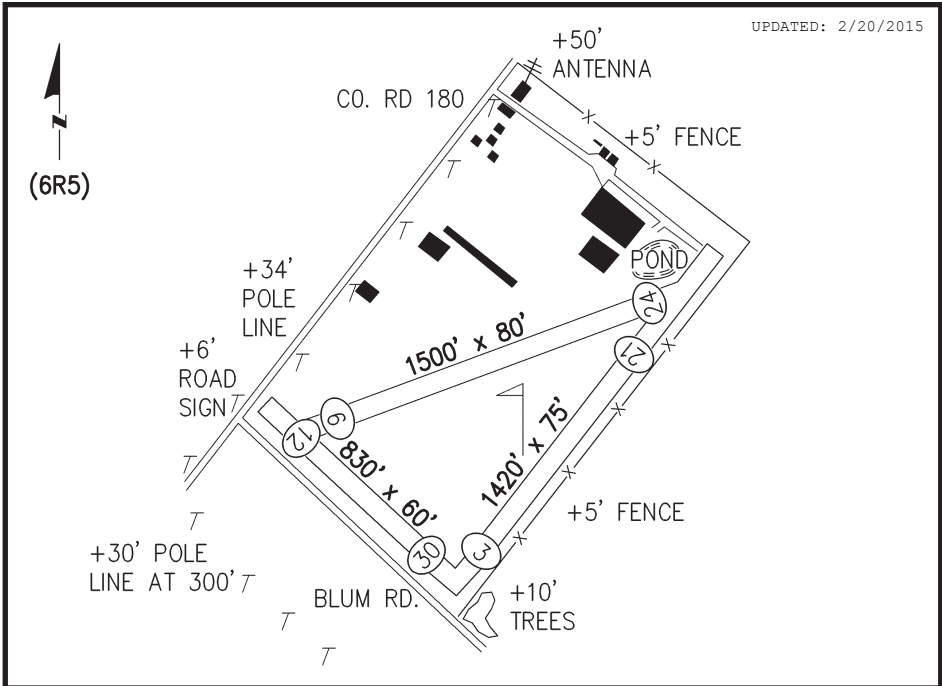 UPDATED: 2/20/2015
+50'
ANTENNA
CO. RD 180
+5' FENCE
N
(6R5)
POND
+34'
POLE
LINE
24
1500' x 80'
21
+6'
ROAD
SIGN
6
12
830' x 60'
1420' x 75'
+5' FENCE
30
3
+30' POLE
LINE AT 300'
BLUM RD.
+10'
TREES